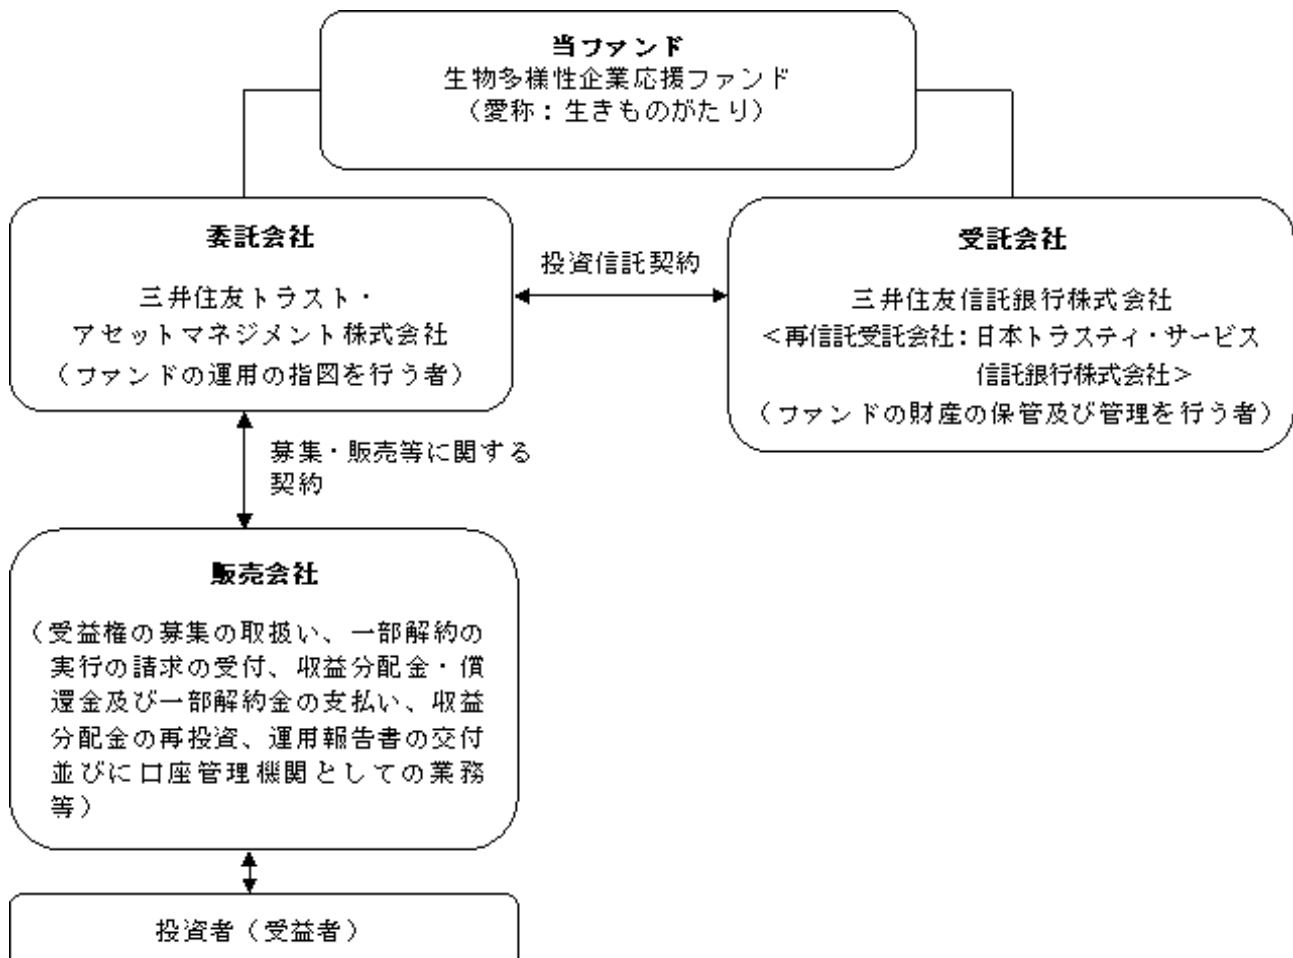 当ファンド
生物多様性企業応援ファンド
（愛称：生きものがたり）
委託会社
三井住友トラスト・
アセットマネジメント株式会社
（ファンドの運用の指図を行う者）
投資信託契約
受託会社
三井住友信託銀行株式会社
＜再信託受託会社：日本トラスティ・サービス
信託銀行株式会社＞
（ファンドの財産の保管及び管理を行う者）
募集・販売等に関する
契約
販売会社
（受益権の募集の取扱い、一部解約の
実行の請求の受付、収益分配金・償
還金及び一部解約金の支払い、収益
分配金の再投資、運用報告書の交付
並びに口座管理機関としての業務
等）
投資者（受益者）